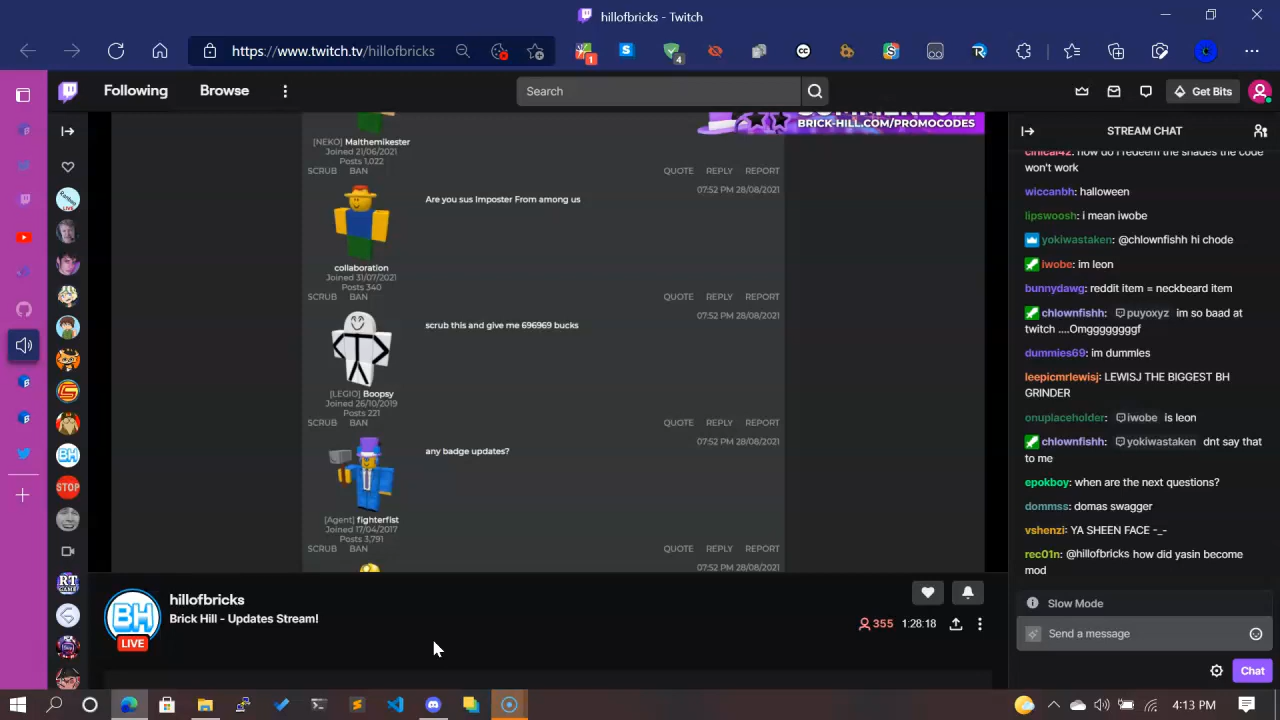 hillofbricks - Twitch
https://www.twitch.tv/hillofbricks
1
4
Following
Browse
Search
Get Bits
BRICK-HILL.COM/PROMOCODES
[NEKO] Malthemikester
Joined 21/06/2021
Posts 1,022
SCRUB BAN
QUOTE REPLY REPORT
07:52 PM 28/08/2021
Are you sus Imposter From among us
collaboration
Joined 31/07/2021
Posts 340
SCRUB BAN
QUOTE REPLY REPORT
07:52 PM 28/08/2021
scrub this and give me 696969 bucks
[LEGIO] Boopsy
Joined 26/10/2019
Posts 221
SCRUB BAN
QUOTE REPLY REPORT
07:52 PM 28/08/2021
any badge updates?
[Agent] fighterfist
Joined 17/04/2017
Posts 3,791
SCRUB BAN
QUOTE REPLY REPORT
07:52 PM 28/08/2021
BH
LIVE
hillofbricks
Brick Hill - Updates Stream!
355
1:28:18
STREAM CHAT
cinical42: how do i redeem the shades the code
won't work
wiccanbh: halloween
lipswoosh: i mean iwobe
yokiwastaken: @chlownfishh hi chode
iwobe: im leon
bunnydawg: reddit item = neckbeard item
chlownfishh: puyoxyz im so baad at
twitch ....Omgggggggf
dummies69: im dummles
leepicmrlewisj: LEWISJ THE BIGGEST BH
GRINDER
onuplaceholder: iwobe is leon
chlownfishh: yokiwastaken dnt say that
to me
epokboy: when are the next questions?
dommss: domas swagger
vshenzi: YA SHEEN FACE -_-
rec01n: @hillofbricks how did yasin become
mod
Slow Mode
Send a message
Chat
BH
STOP
RT
4:13 PM